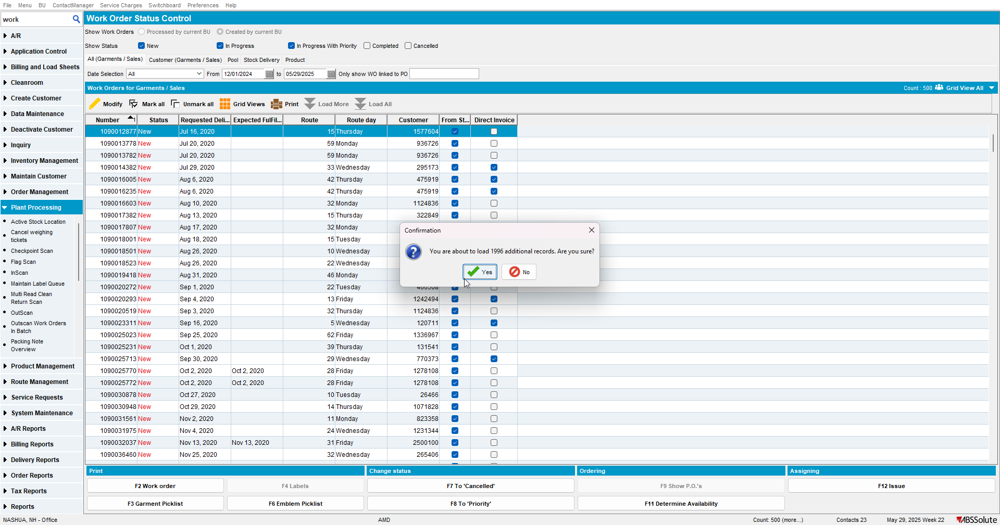 File Menu BU ContactManager Service Charges Switchboard Preferences Help
work
Work Order Status Control
Show Work Orders Processed by current BU Created by current BU
Show Status New In Progress In Progress With Priority Completed Cancelled
All (Garments / Sales) Customer (Garments / Sales) Pool Stock Delivery Product
Date Selection All From 12/01/2024 to 05/29/2025 Only show WO linked to PO
Work Orders for Garments / Sales Count : 500 Grid View All
Modify Mark all Unmark all Grid Views Print Load More Load All
A/R
Application Control
Billing and Load Sheets
Cleanroom
Create Customer
Data Maintenance
Deactivate Customer
Inquiry
Inventory Management
Maintain Customer
Order Management
Plant Processing
Active Stock Location
Cancel weighing
tickets
Checkpoint Scan
Flag Scan
InScan
Maintain Label Queue
Multi Read Clean
Return Scan
OutScan
Outscan Work Orders
In Batch
Packing Note
Overview
Product Management
Route Management
Service Requests
System Maintenance
A/R Reports
Billing Reports
Delivery Reports
Order Reports
Tax Reports
Reports
Number 1 Status Requested Deli... Expected FulFil... Route Route day Customer From St... Direct Invoice
1090012877 New Jul 16, 2020 15 Thursday 1577604
1090013778 New Jul 20, 2020 59 Monday 936726
1090013782 New Jul 20, 2020 59 Monday 936726
1090014382 New Jul 29, 2020 33 Wednesday 295173
1090016005 New Aug 6, 2020 42 Thursday 475919
1090016235 New Aug 6, 2020 42 Thursday 475919
1090016603 New Aug 10, 2020 32 Monday 1124836
1090017382 New Aug 13, 2020 15 Thursday 322849
1090017807 New Aug 17, 2020 32 Monday
1090018001 New Aug 18, 2020 15 Tuesday
1090018501 New Aug 26, 2020 10 Wednesday
1090018523 New Aug 26, 2020 22 Wednesday
1090019418 New Aug 31, 2020 46 Monday
1090020272 New Sep 1, 2020 22 Tuesday
1090020293 New Sep 4, 2020 13 Friday 1242494
1090020519 New Sep 3, 2020 32 Thursday 1124836
1090023311 New Sep 16, 2020 5 Wednesday 120711
1090025023 New Sep 25, 2020 62 Friday 1336967
1090025231 New Oct 1, 2020 39 Thursday 131541
1090025713 New Sep 30, 2020 29 Wednesday 770373
1090025770 New Oct 2, 2020 Oct 2, 2020 28 Friday 1278108
1090025772 New Oct 2, 2020 Oct 2, 2020 28 Friday 1278108
1090030878 New Oct 27, 2020 10 Tuesday 26466
1090030948 New Oct 29, 2020 14 Thursday 1071828
1090031561 New Nov 2, 2020 11 Monday 823358
1090031975 New Nov 4, 2020 24 Wednesday 1231344
1090032037 New Nov 13, 2020 Nov 13, 2020 31 Friday 2500100
1090036460 New Nov 25, 2020 32 Wednesday 265406
Confirmation
You are about to load 1996 additional records. Are you sure?
Yes No
Print Change status Ordering Assigning
F2 Work order F4 Labels F7 To 'Cancelled' F9 Show P.O.'s F12 Issue
F3 Garment Picklist F6 Emblem Picklist F8 To 'Priority' F11 Determine Availability
NASHUA, NH - Office AMD Count: 500 (more...) Contacts 23 May 29, 2025 Week 22 ABSSolute